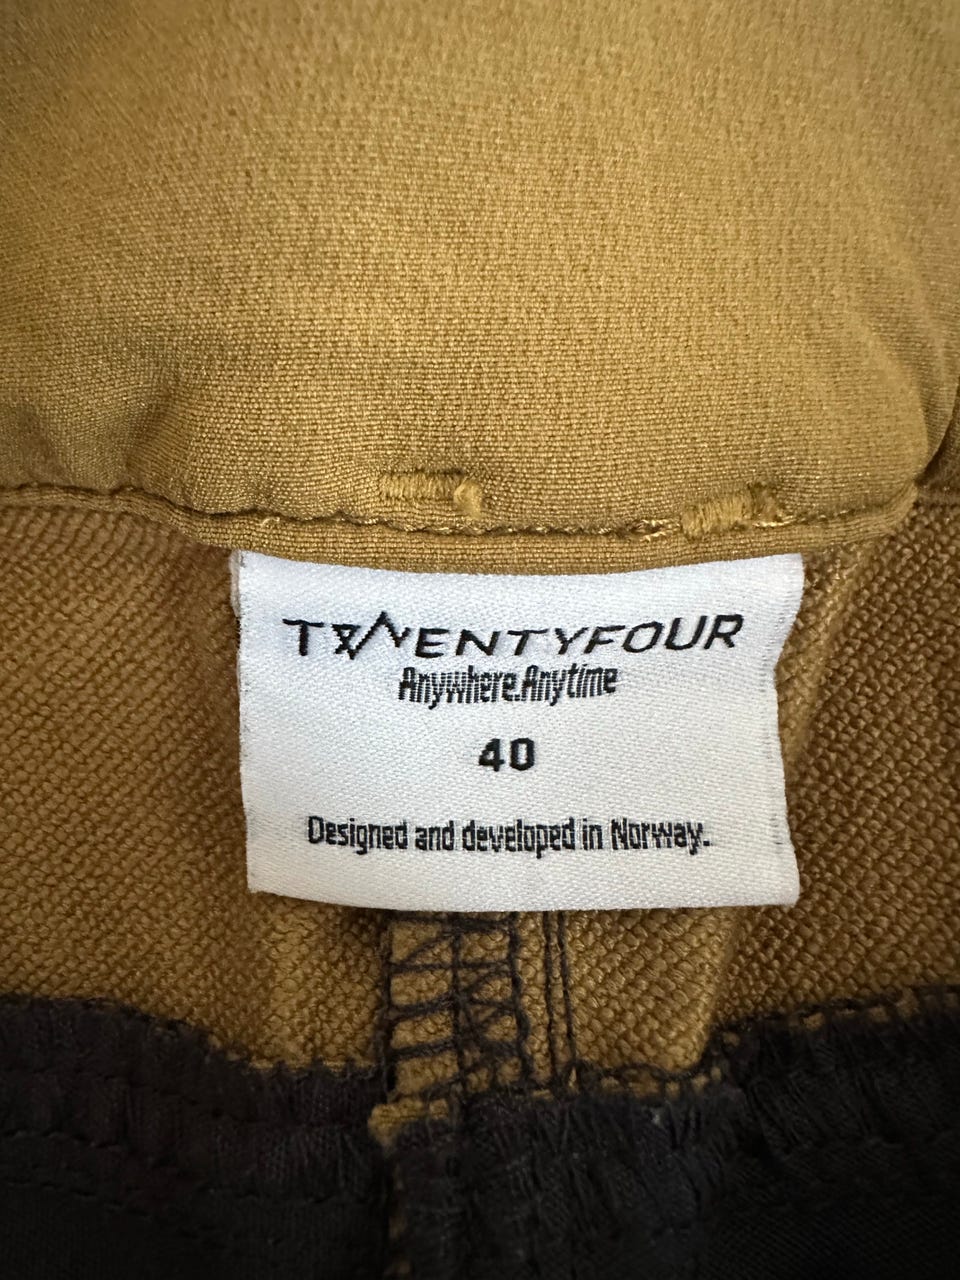 TWENTYFOUR
Anywhere.Anytime
40
Designed and developed in Norway.